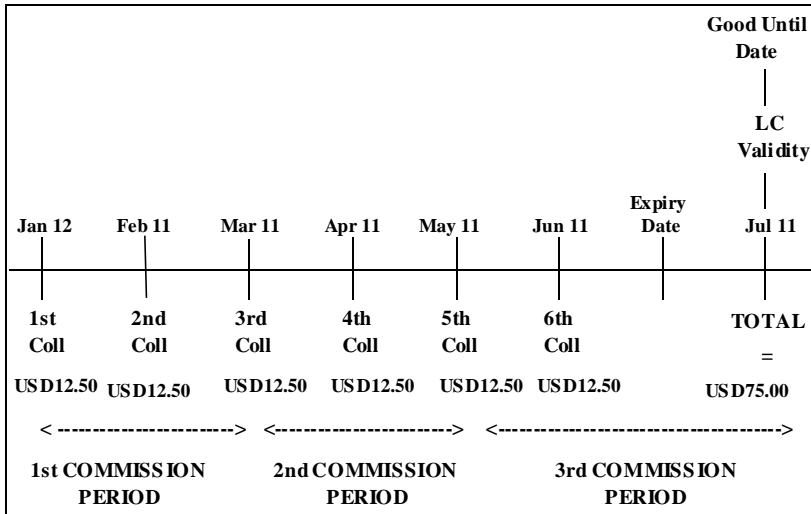 Good Until
Date
LC
Validity
Jan 12 Feb 11 Mar 11 Apr 11 May 11 Jun 11 Expiry Date Jul 11
1st Coll 2nd Coll 3rd Coll 4th Coll 5th Coll 6th Coll TOTAL
=
USD12.50 USD12.50 USD12.50 USD12.50 USD12.50 USD12.50 USD75.00
< -----------------------> <-------------------------> <--------------------------------------->
1st COMMISSION PERIOD 2nd COMMISSION PERIOD 3rd COMMISSION PERIOD